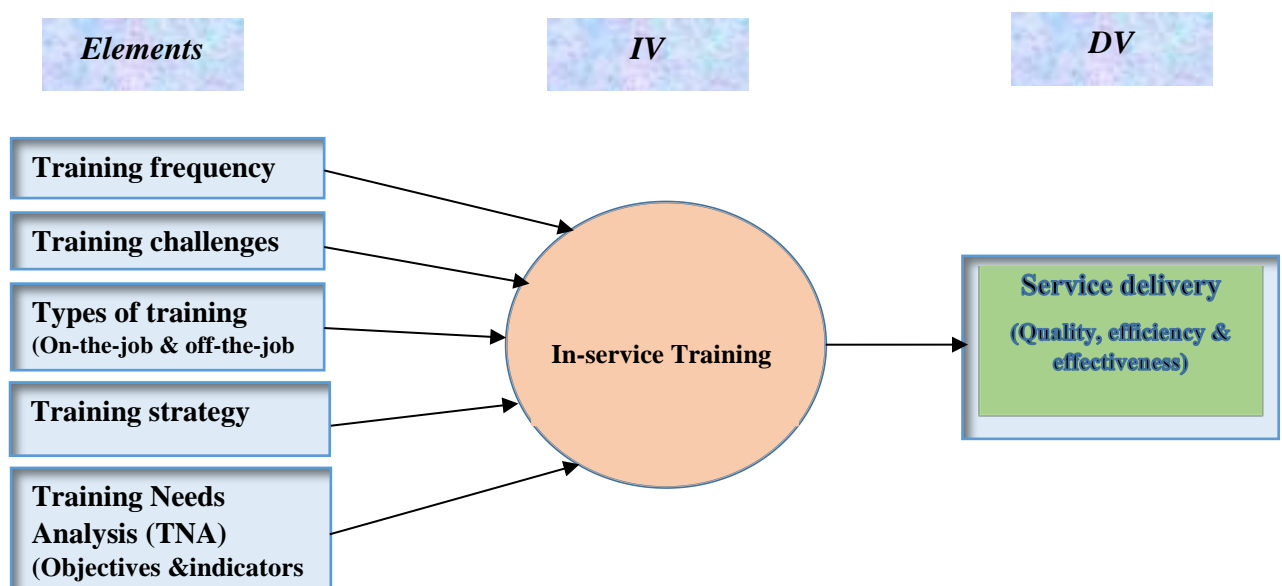 Elements
IV
DV
Training frequency
Training challenges
Types of training
(On-the-job & off-the-job
Training strategy
Training Needs
Analysis (TNA)
(Objectives &indicators
In-service Training
Service delivery
(Quality, efficiency &
effectiveness)